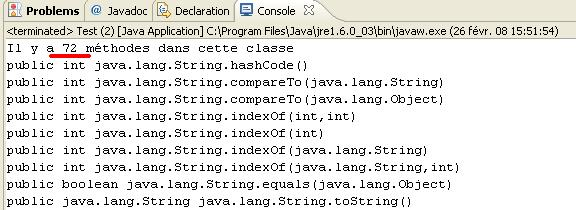 Problems @ Javadoc Declaration Console
<terminated> Test (2) [Java Application] C:\Program Files\Java\jre1.6.0_03\bin\javaw.exe (26 févr. 08 15:51:54)
Il y a 72 méthodes dans cette classe
public int java.lang.String.hashCode()
public int java.lang.String.compareTo(java.lang.String)
public int java.lang.String.compareTo(java.lang.Object)
public int java.lang.String.indexOf(int,int)
public int java.lang.String.indexOf(int)
public int java.lang.String.indexOf(java.lang.String)
public int java.lang.String.indexOf(java.lang.String,int)
public boolean java.lang.String.equals(java.lang.Object)
public java.lang.String java.lang.String.toString()